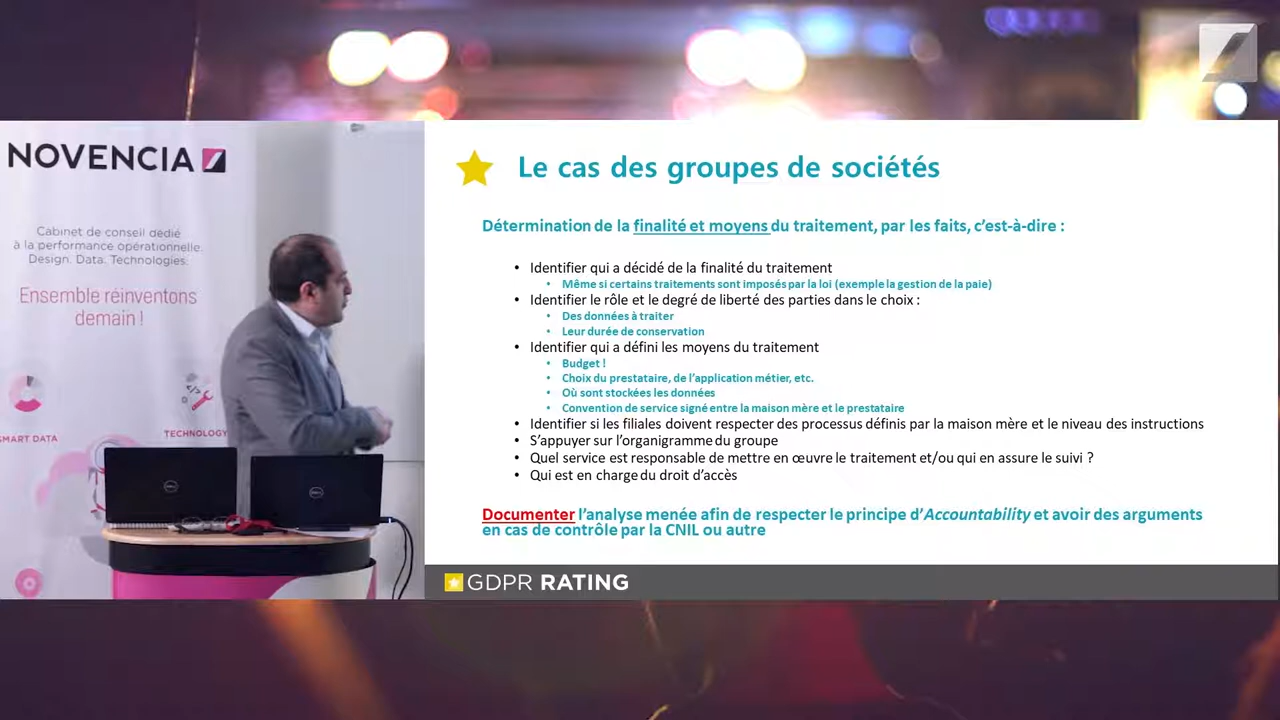 NOVENCIA
Cabinet de conseil dédié
à la performance opérationnelle.
Design. Data. Technologies.
Ensemble réinventons
demain !
SMART DATA
TECHNOLOGY
DELL
DELL
Le cas des groupes de sociétés
Détermination de la finalité et moyens du traitement, par les faits, c’est-à-dire :
• Identifier qui a décidé de la finalité du traitement
• Même si certains traitements sont imposés par la loi (exemple la gestion de la paie)
• Identifier le rôle et le degré de liberté des parties dans le choix :
• Des données à traiter
• Leur durée de conservation
• Identifier qui a défini les moyens du traitement
• Budget !
• Choix du prestataire, de l’application métier, etc.
• Où sont stockées les données
• Convention de service signé entre la maison mère et le prestataire
• Identifier si les filiales doivent respecter des processus définis par la maison mère et le niveau des instructions
• S’appuyer sur l’organigramme du groupe
• Quel service est responsable de mettre en œuvre le traitement et/ou qui en assure le suivi ?
• Qui est en charge du droit d’accès
Documenter l’analyse menée afin de respecter le principe d’Accountability et avoir des arguments
en cas de contrôle par la CNIL ou autre
GDPR RATING